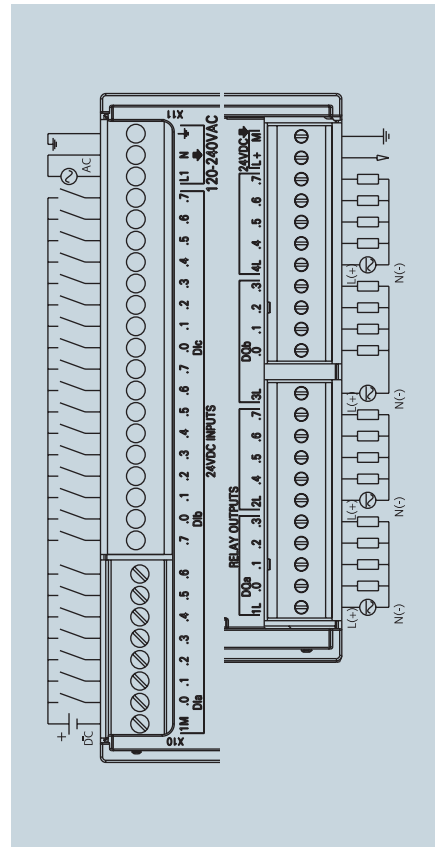 + DC AC
X10 X11
1M .0 .1 .2 .3 .4 .5 .6 .7 .0 .1 .2 .3 .4 .5 .6 .7 .0 .1 .2 .3 .4 .5 .6 .7 L1 N
DIa DIb DIc
24VDC INPUTS 120-240VAC
RELAY OUTPUTS
DQa DQb 24VDC
1L .0 .1 .2 .3 2L .4 .5 .6 .7 3L .0 .1 .2 .3 4L .4 .5 .6 .7 L+ M
L(+) L(+) L(+) L(+)
N(-) N(-) N(-) N(-)